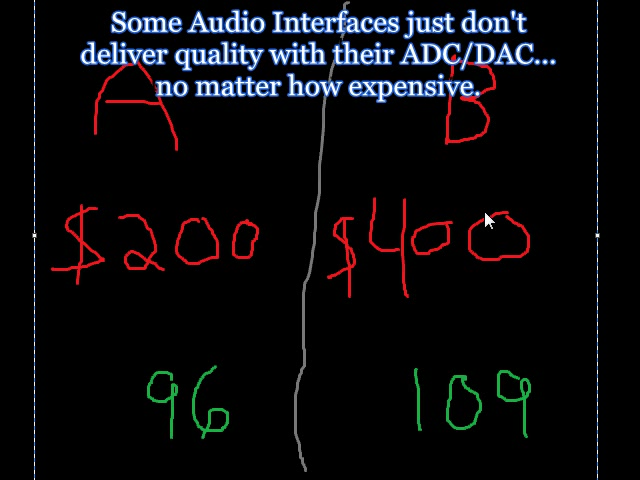 Some Audio Interfaces just don't
deliver quality with their ADC/DAC...
no matter how expensive.
A B
$200 $400
96 109